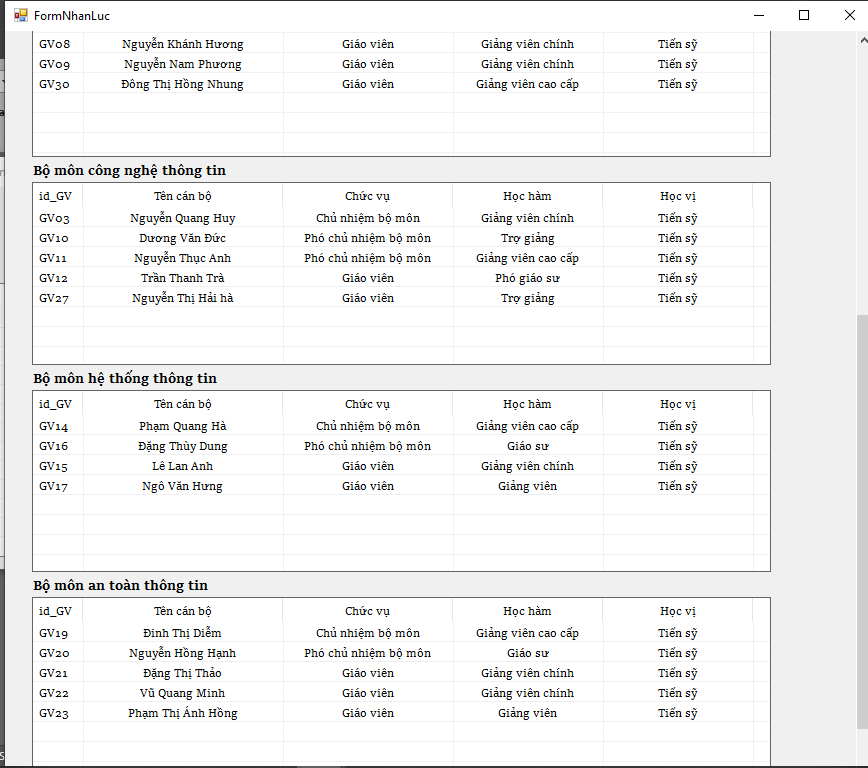 FormNhanLuc
GV08 Nguyễn Khánh Hương Giáo viên Giảng viên chính Tiến sỹ
GV09 Nguyễn Nam Phương Giáo viên Giảng viên chính Tiến sỹ
GV30 Đông Thị Hồng Nhung Giáo viên Giảng viên cao cấp Tiến sỹ
Bộ môn công nghệ thông tin
id_GV Tên cán bộ Chức vụ Học hàm Học vị
GV03 Nguyễn Quang Huy Chủ nhiệm bộ môn Giảng viên chính Tiến sỹ
GV10 Dương Văn Đức Phó chủ nhiệm bộ môn Trợ giảng Tiến sỹ
GV11 Nguyễn Thục Anh Phó chủ nhiệm bộ môn Giảng viên cao cấp Tiến sỹ
GV12 Trần Thanh Trà Giáo viên Phó giáo sư Tiến sỹ
GV27 Nguyễn Thị Hải hà Giáo viên Trợ giảng Tiến sỹ
Bộ môn hệ thống thông tin
id_GV Tên cán bộ Chức vụ Học hàm Học vị
GV14 Phạm Quang Hà Chủ nhiệm bộ môn Giảng viên cao cấp Tiến sỹ
GV16 Đặng Thùy Dung Phó chủ nhiệm bộ môn Giáo sư Tiến sỹ
GV15 Lê Lan Anh Giáo viên Giảng viên chính Tiến sỹ
GV17 Ngô Văn Hưng Giáo viên Giảng viên Tiến sỹ
Bộ môn an toàn thông tin
id_GV Tên cán bộ Chức vụ Học hàm Học vị
GV19 Đinh Thị Diễm Chủ nhiệm bộ môn Giảng viên cao cấp Tiến sỹ
GV20 Nguyễn Hồng Hạnh Phó chủ nhiệm bộ môn Giáo sư Tiến sỹ
GV21 Đặng Thị Thảo Giáo viên Giảng viên chính Tiến sỹ
GV22 Vũ Quang Minh Giáo viên Giảng viên chính Tiến sỹ
GV23 Phạm Thị Ánh Hồng Giáo viên Giảng viên Tiến sỹ